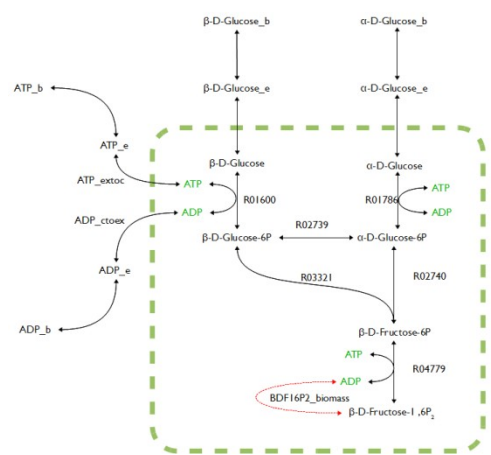 β-D-Glucose_b
α-D-Glucose_b
ATP_b
β-D-Glucose_e
α-D-Glucose_e
ATP_e
β-D-Glucose
α-D-Glucose
ATP_extoc
ATP
R01600
R01786
ATP
ADP_ctoex
ADP
ADP
β-D-Glucose-6P
R02739
α-D-Glucose-6P
ADP_e
R03321
R02740
ADP_b
β-D-Fructose-6P
ATP
R04779
ADP
BDF16P2_biomass
β-D-Fructose-1 ,6P₂